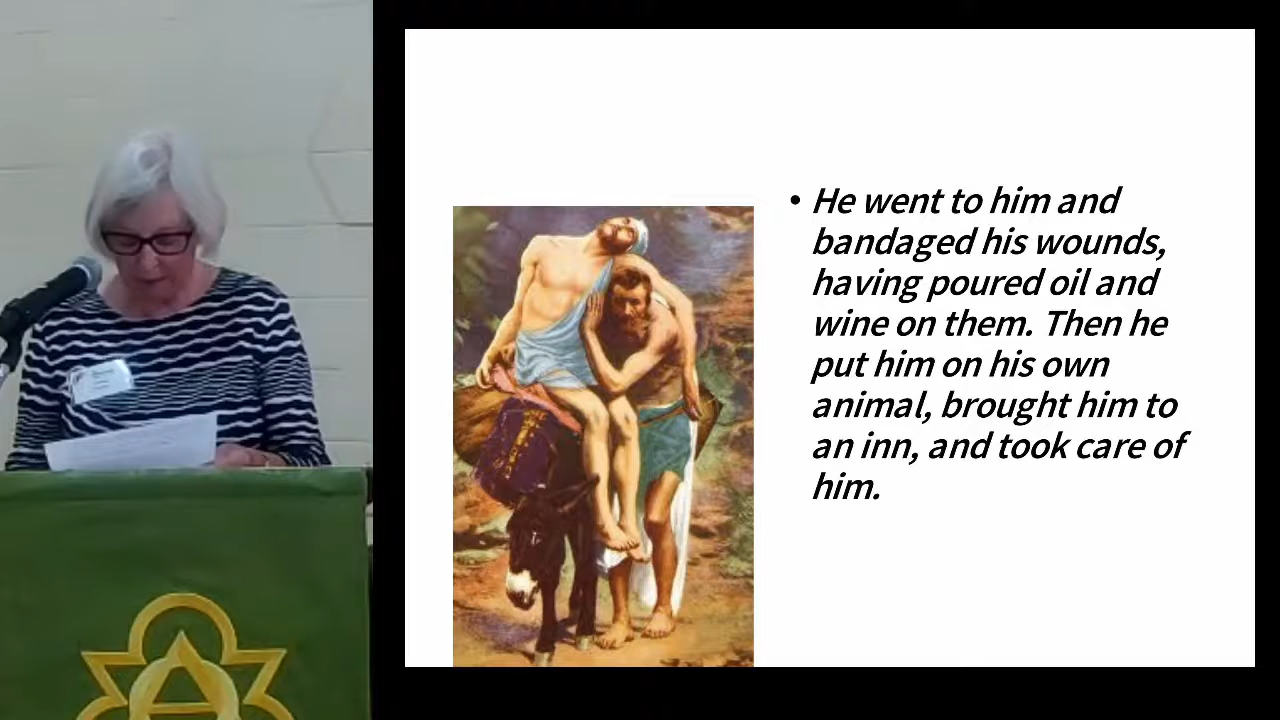 • He went to him and
bandaged his wounds,
having poured oil and
wine on them. Then he
put him on his own
animal, brought him to
an inn, and took care of
him.